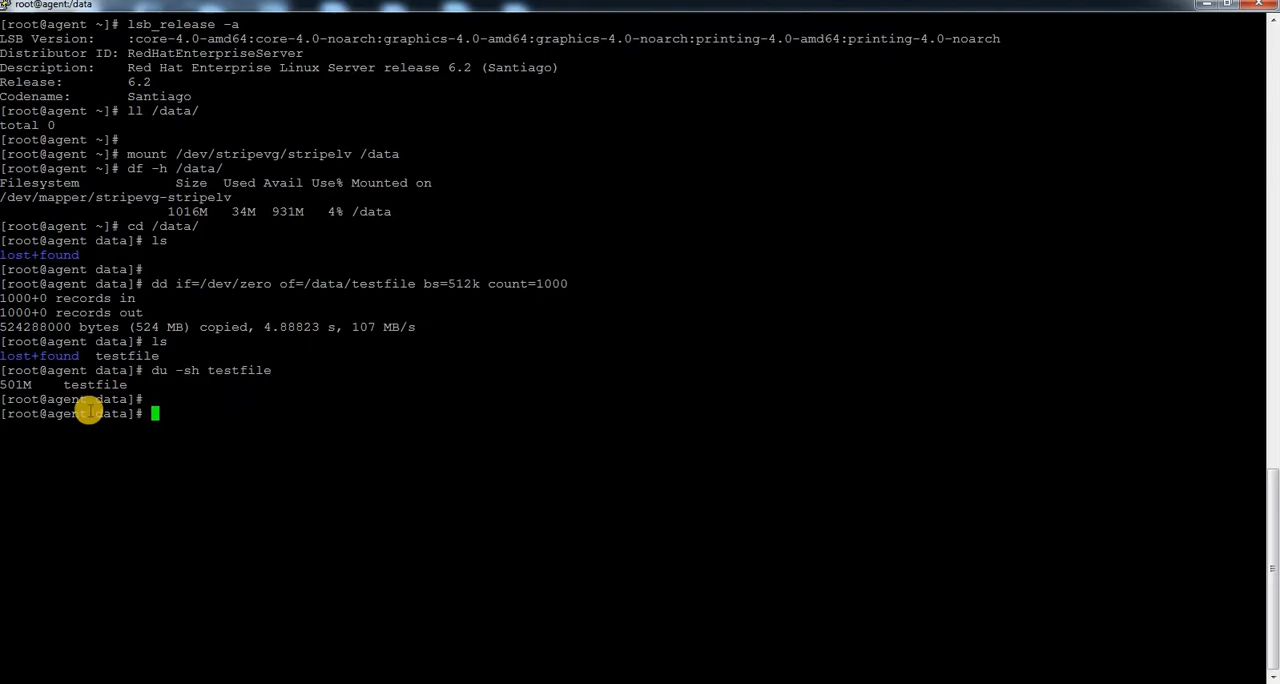 root@agent:/data
[root@agent ~]# lsb_release -a
LSB Version:    :core-4.0-amd64:core-4.0-noarch:graphics-4.0-amd64:graphics-4.0-noarch:printing-4.0-amd64:printing-4.0-noarch
Distributor ID: RedHatEnterpriseServer
Description:    Red Hat Enterprise Linux Server release 6.2 (Santiago)
Release:        6.2
Codename:       Santiago
[root@agent ~]# ll /data/
total 0
[root@agent ~]#
[root@agent ~]# mount /dev/stripevg/stripelv /data
[root@agent ~]# df -h /data/
Filesystem            Size  Used Avail Use% Mounted on
/dev/mapper/stripevg-stripelv
                     1016M   34M  931M   4% /data
[root@agent ~]# cd /data/
[root@agent data]# ls
lost+found
[root@agent data]#
[root@agent data]# dd if=/dev/zero of=/data/testfile bs=512k count=1000
1000+0 records in
1000+0 records out
524288000 bytes (524 MB) copied, 4.88823 s, 107 MB/s
[root@agent data]# ls
lost+found  testfile
[root@agent data]# du -sh testfile
501M    testfile
[root@agent data]#
[root@agent data]#